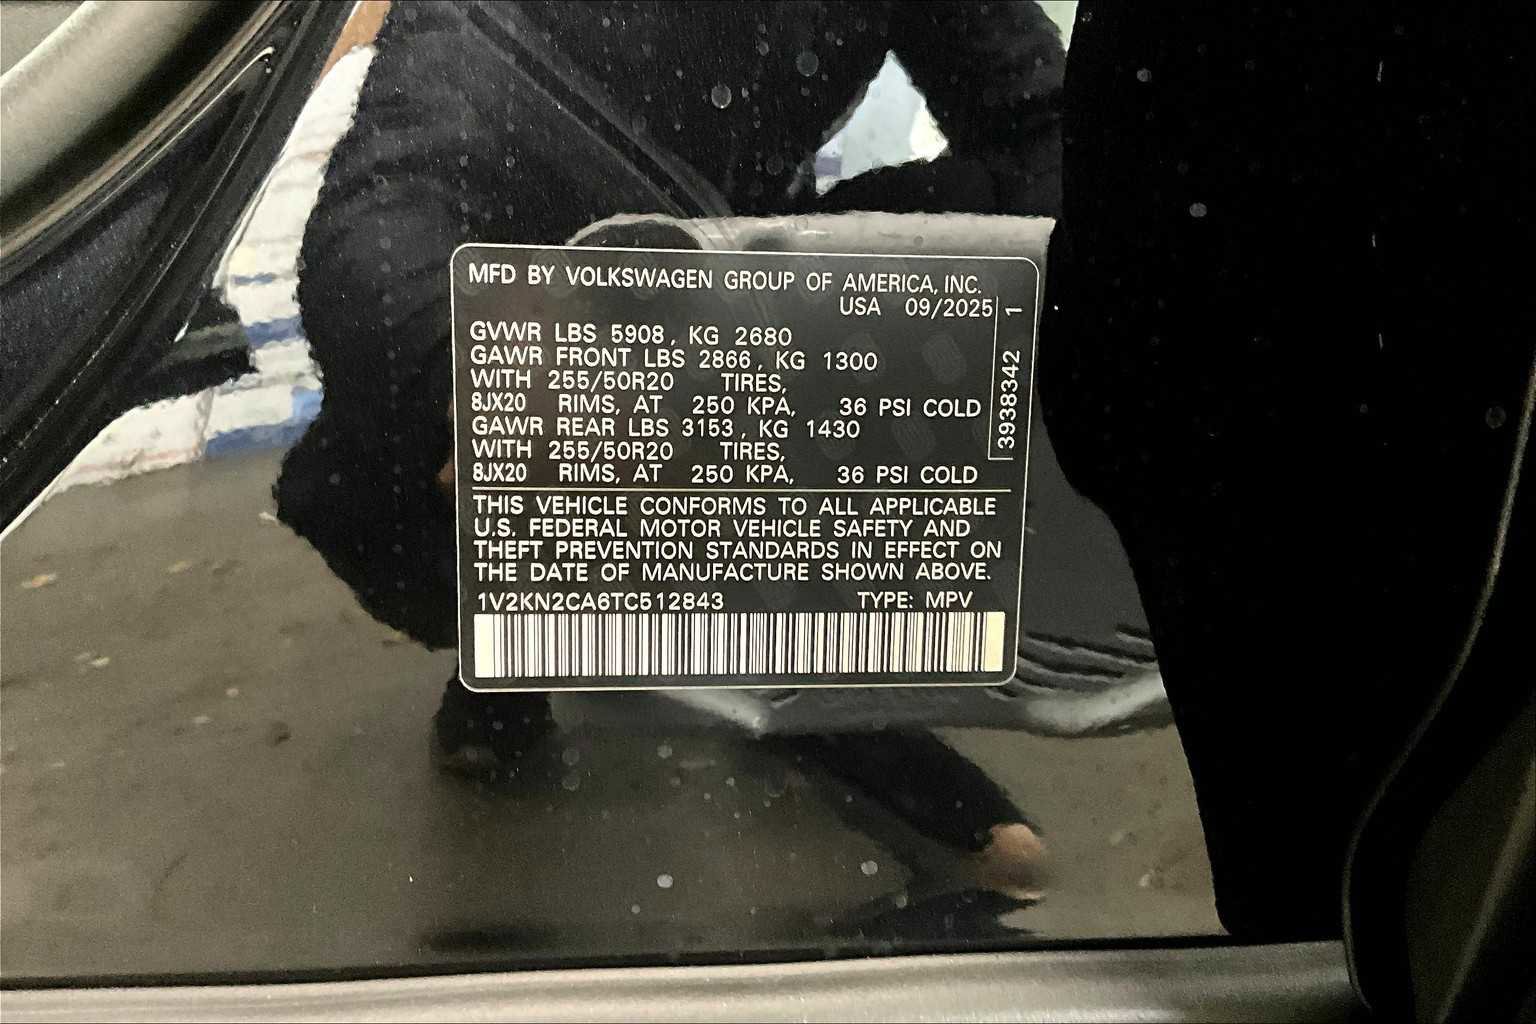 MFD BY VOLKSWAGEN GROUP OF AMERICA, INC.
USA 09/2025
GVWR LBS 5908, KG 2680
GAWR FRONT LBS 2866, KG 1300
WITH 255/50R20 TIRES,
8JX20 RIMS, AT 250 KPA, 36 PSI COLD
GAWR REAR LBS 3153, KG 1430
WITH 255/50R20 TIRES,
8JX20 RIMS, AT 250 KPA, 36 PSI COLD
3938342 1
THIS VEHICLE CONFORMS TO ALL APPLICABLE
U.S. FEDERAL MOTOR VEHICLE SAFETY AND
THEFT PREVENTION STANDARDS IN EFFECT ON
THE DATE OF MANUFACTURE SHOWN ABOVE.
1V2KN2CA6TC512843 TYPE: MPV